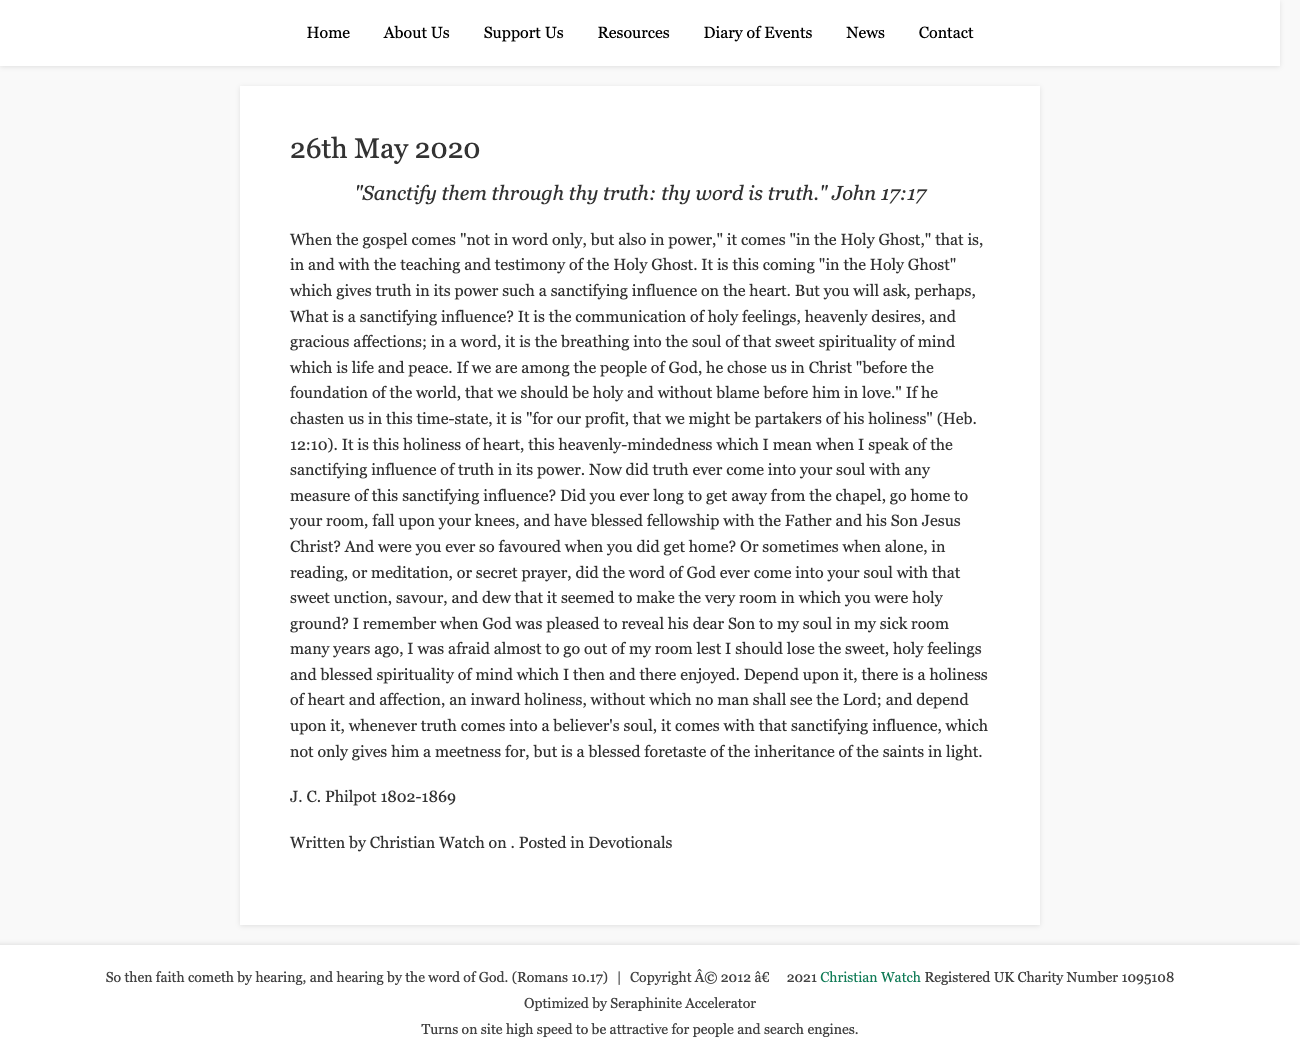 Home About Us Support Us Resources Diary of Events News Contact
26th May 2020
"Sanctify them through thy truth: thy word is truth." John 17:17
When the gospel comes "not in word only, but also in power," it comes "in the Holy Ghost," that is,
in and with the teaching and testimony of the Holy Ghost. It is this coming "in the Holy Ghost"
which gives truth in its power such a sanctifying influence on the heart. But you will ask, perhaps,
What is a sanctifying influence? It is the communication of holy feelings, heavenly desires, and
gracious affections; in a word, it is the breathing into the soul of that sweet spirituality of mind
which is life and peace. If we are among the people of God, he chose us in Christ "before the
foundation of the world, that we should be holy and without blame before him in love." If he
chasten us in this time-state, it is "for our profit, that we might be partakers of his holiness" (Heb.
12:10). It is this holiness of heart, this heavenly-mindedness which I mean when I speak of the
sanctifying influence of truth in its power. Now did truth ever come into your soul with any
measure of this sanctifying influence? Did you ever long to get away from the chapel, go home to
your room, fall upon your knees, and have blessed fellowship with the Father and his Son Jesus
Christ? And were you ever so favoured when you did get home? Or sometimes when alone, in
reading, or meditation, or secret prayer, did the word of God ever come into your soul with that
sweet unction, savour, and dew that it seemed to make the very room in which you were holy
ground? I remember when God was pleased to reveal his dear Son to my soul in my sick room
many years ago, I was afraid almost to go out of my room lest I should lose the sweet, holy feelings
and blessed spirituality of mind which I then and there enjoyed. Depend upon it, there is a holiness
of heart and affection, an inward holiness, without which no man shall see the Lord; and depend
upon it, whenever truth comes into a believer's soul, it comes with that sanctifying influence, which
not only gives him a meetness for, but is a blessed foretaste of the inheritance of the saints in light.
J. C. Philpot 1802-1869
Written by Christian Watch on . Posted in Devotionals
So then faith cometh by hearing, and hearing by the word of God. (Romans 10.17) | Copyright Â© 2012 â€ 2021 Christian Watch Registered UK Charity Number 1095108
Optimized by Seraphinite Accelerator
Turns on site high speed to be attractive for people and search engines.